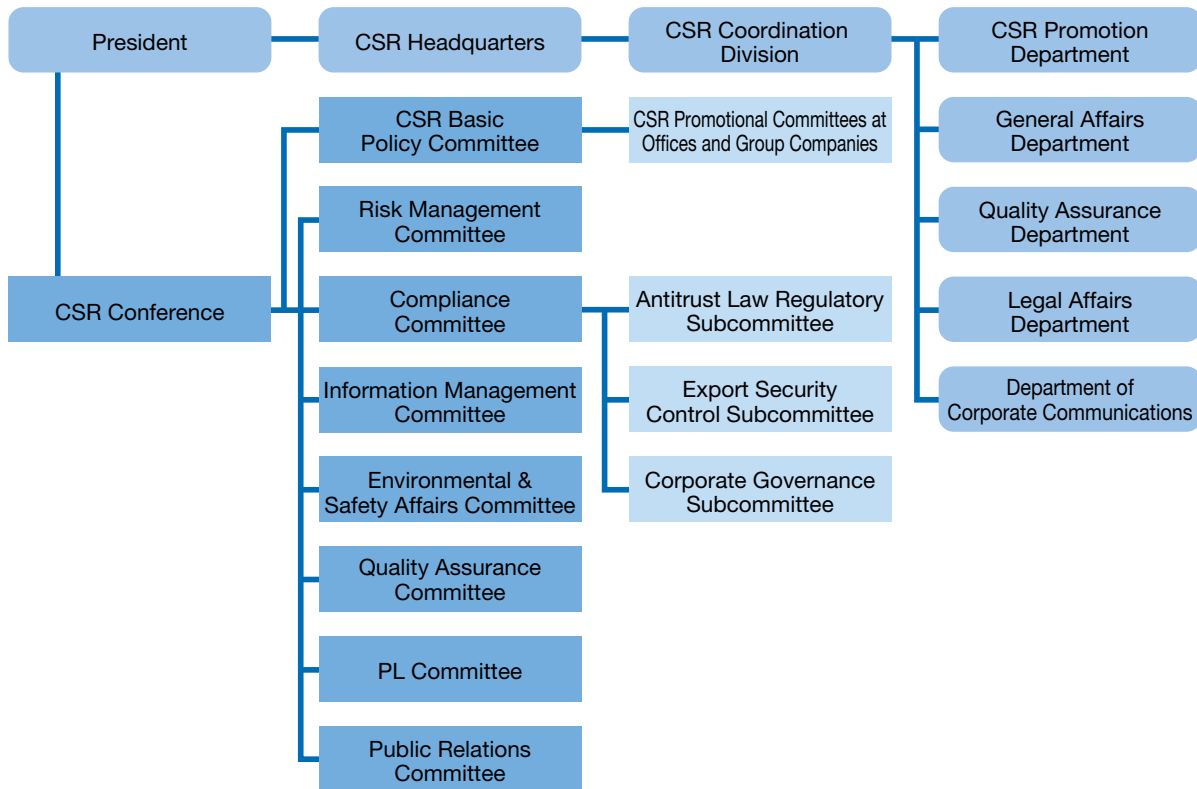 President
CSR Headquarters
CSR Coordination
Division
CSR Promotion
Department
CSR Basic
Policy Committee
CSR Promotional Committees at
Offices and Group Companies
General Affairs
Department
Risk Management
Committee
Quality Assurance
Department
CSR Conference
Compliance
Committee
Antitrust Law Regulatory
Subcommittee
Legal Affairs
Department
Information Management
Committee
Export Security
Control Subcommittee
Department of
Corporate Communications
Environmental &
Safety Affairs Committee
Corporate Governance
Subcommittee
Quality Assurance
Committee
PL Committee
Public Relations
Committee